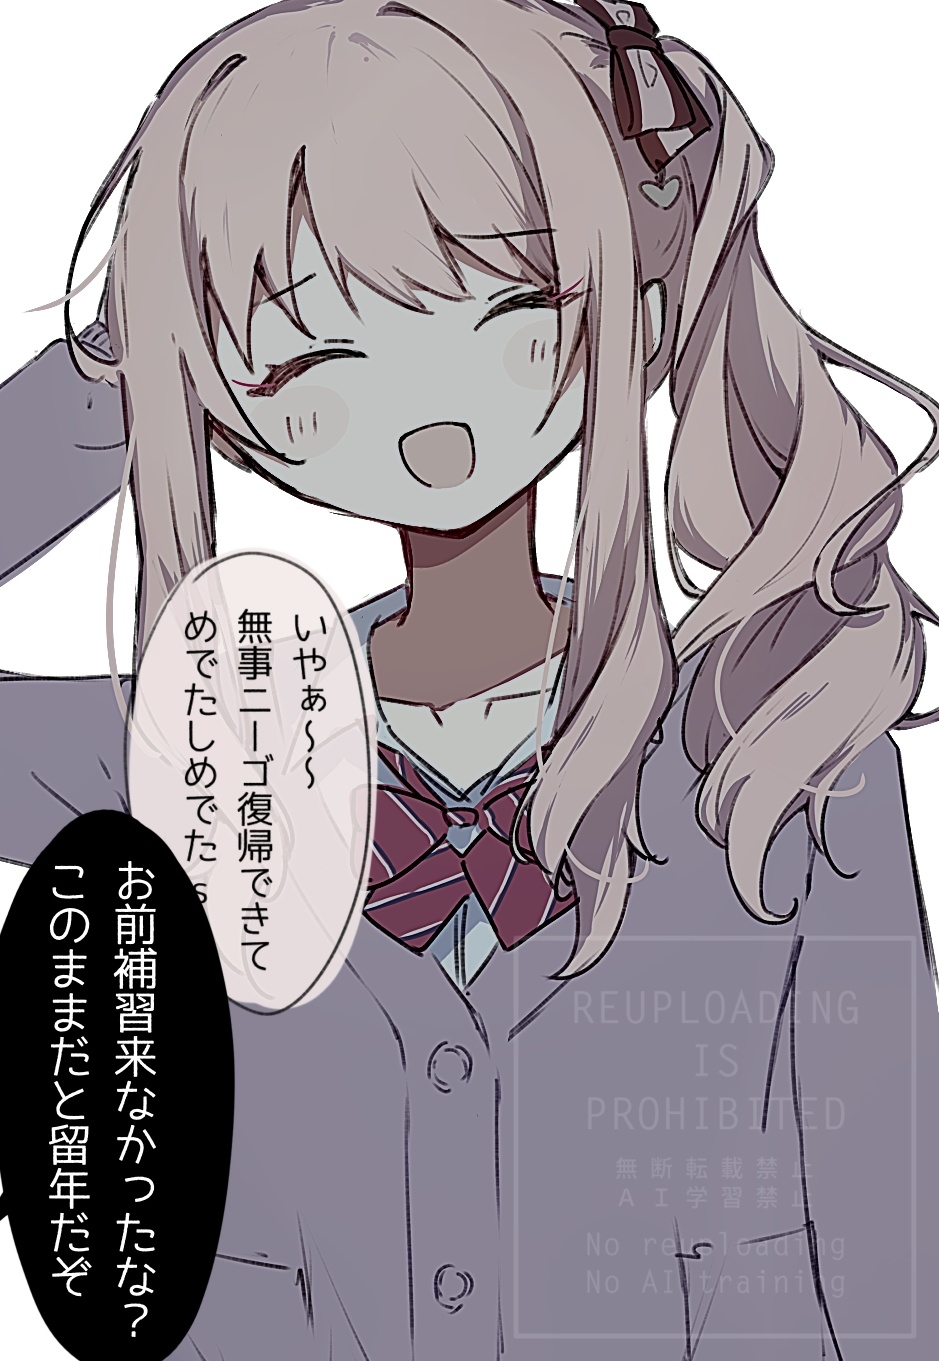 いやぁ～～
無事ニーゴ復帰できて
めでたしめでた
s
お前補習来なかったな?
このままだと留年だぞ
REUPLOADING
IS
PROHIBITED
無断転載禁止
AI学習禁止
No reuploading
No AI training